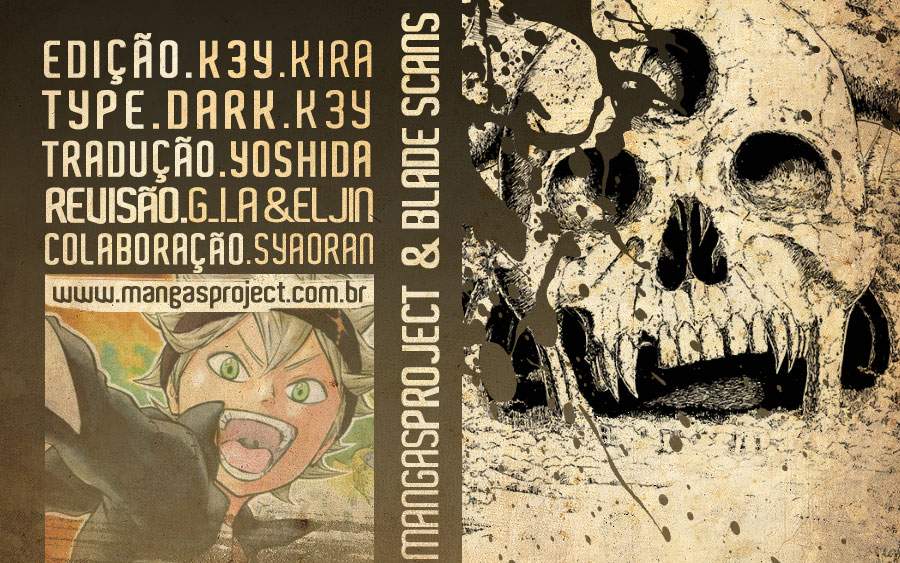 EDIÇÃO.K3Y.KIRA
TYPE.DARK.K3Y
TRADUÇÃO.YOSHIDA
REVISÃO.G_I_A & ELJIN
COLABORAÇÃO.SYAORAN
www.mangasproject.com.br
MANGASPROJECT & BLADE SCANS